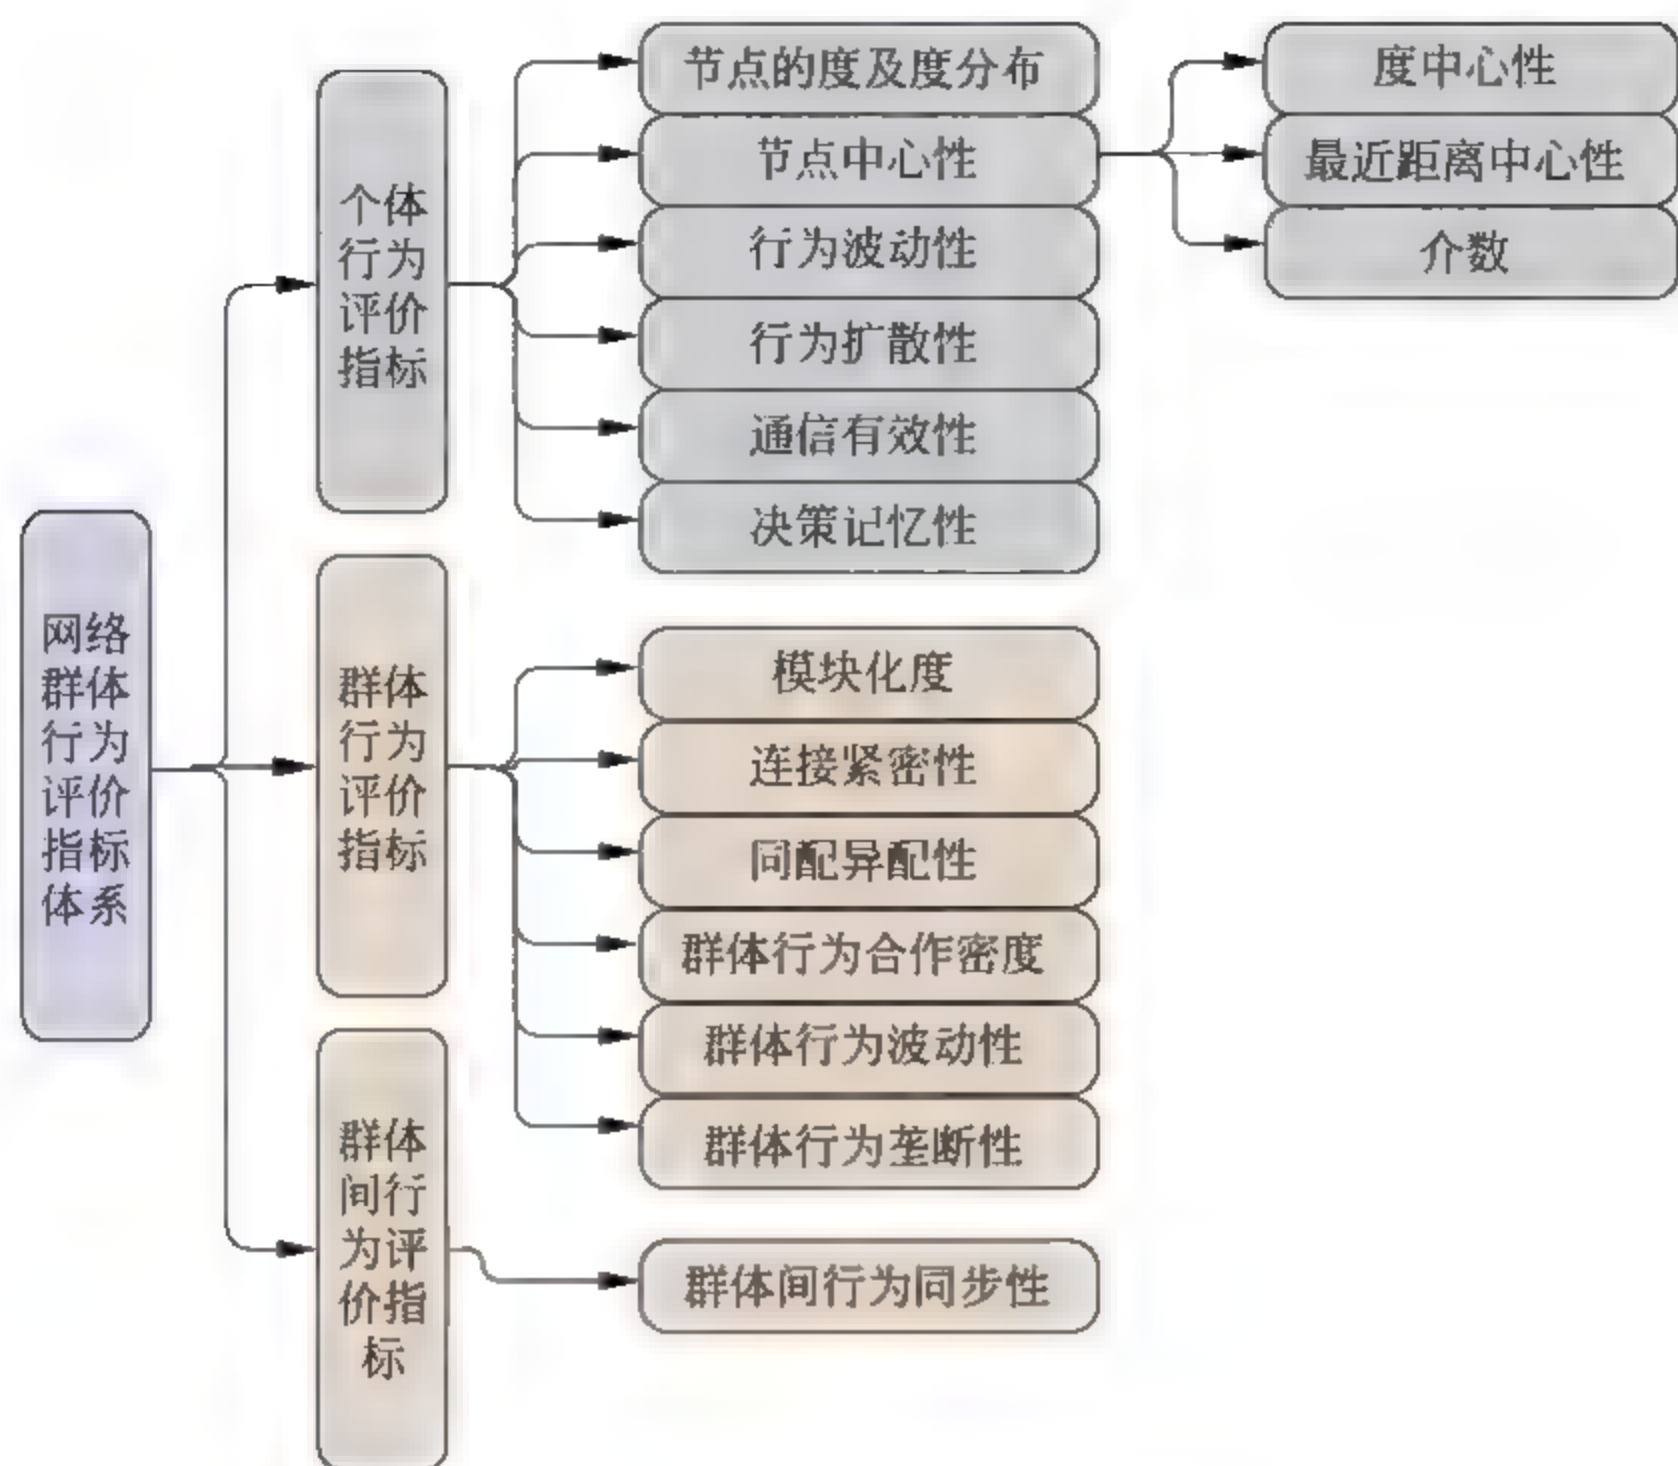 网络
群体
行为
评价
指标
体系
个体
行为
评价
指标
节点的度及度分布
节点中心性
行为波动性
行为扩散性
通信有效性
决策记忆性
度中心性
最近距离中心性
介数
群体
行为
评价
指标
模块化度
连接紧密性
同配异配性
群体行为合作密度
群体行为波动性
群体行为垄断性
群体
间行
为评
价指
标
群体间行为同步性